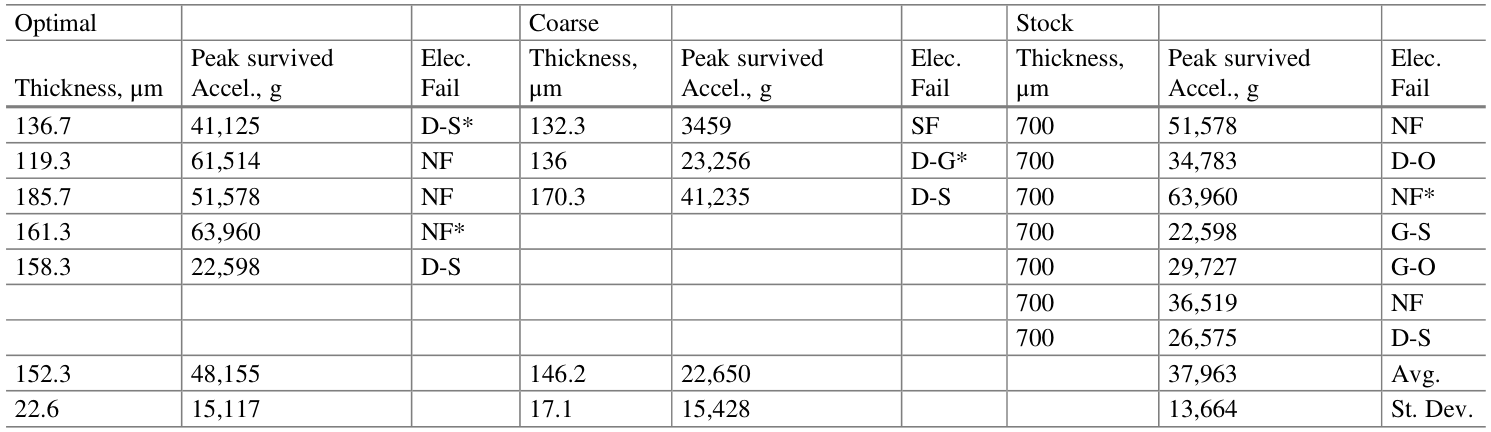 Optimal Coarse Stock
Thickness, µm Peak survived Accel., g Elec. Fail Thickness, µm Peak survived Accel., g Elec. Fail Thickness, µm Peak survived Accel., g Elec. Fail
136.7 41,125 D-S* 132.3 3459 SF 700 51,578 NF
119.3 61,514 NF 136 23,256 D-G* 700 34,783 D-O
185.7 51,578 NF 170.3 41,235 D-S 700 63,960 NF*
161.3 63,960 NF* 700 22,598 G-S
158.3 22,598 D-S 700 29,727 G-O
700 36,519 NF
700 26,575 D-S
152.3 48,155 146.2 22,650 37,963 Avg.
22.6 15,117 17.1 15,428 13,664 St. Dev.